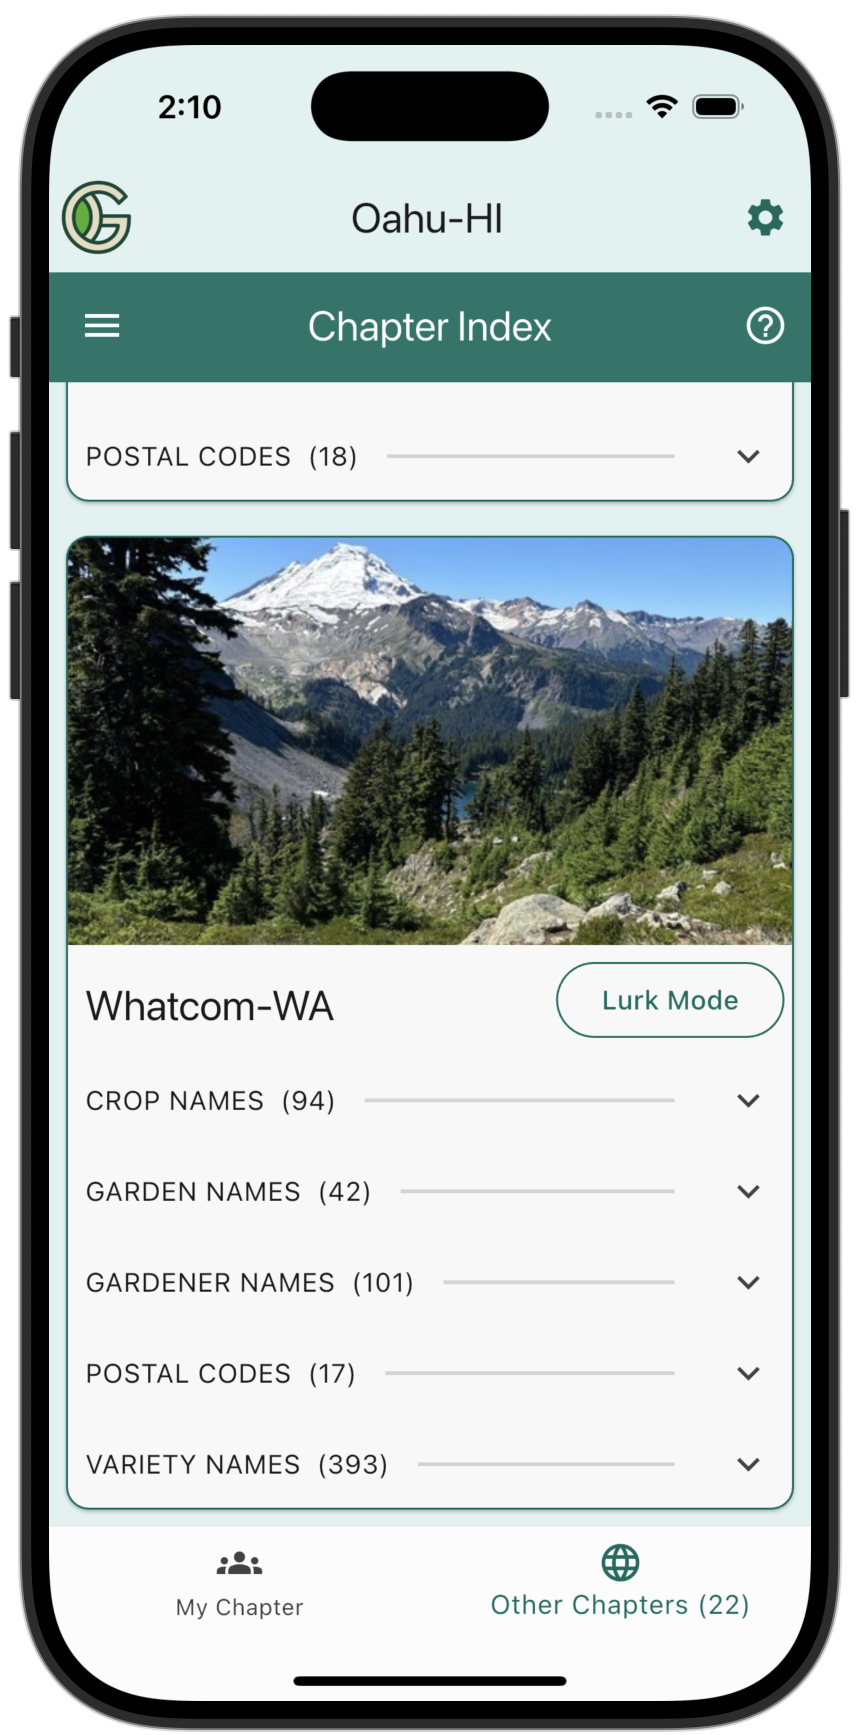 2:10
Oahu-HI
Chapter Index
POSTAL CODES (18)
Whatcom-WA
Lurk Mode
CROP NAMES (94)
GARDEN NAMES (42)
GARDENER NAMES (101)
POSTAL CODES (17)
VARIETY NAMES (393)
My Chapter
Other Chapters (22)